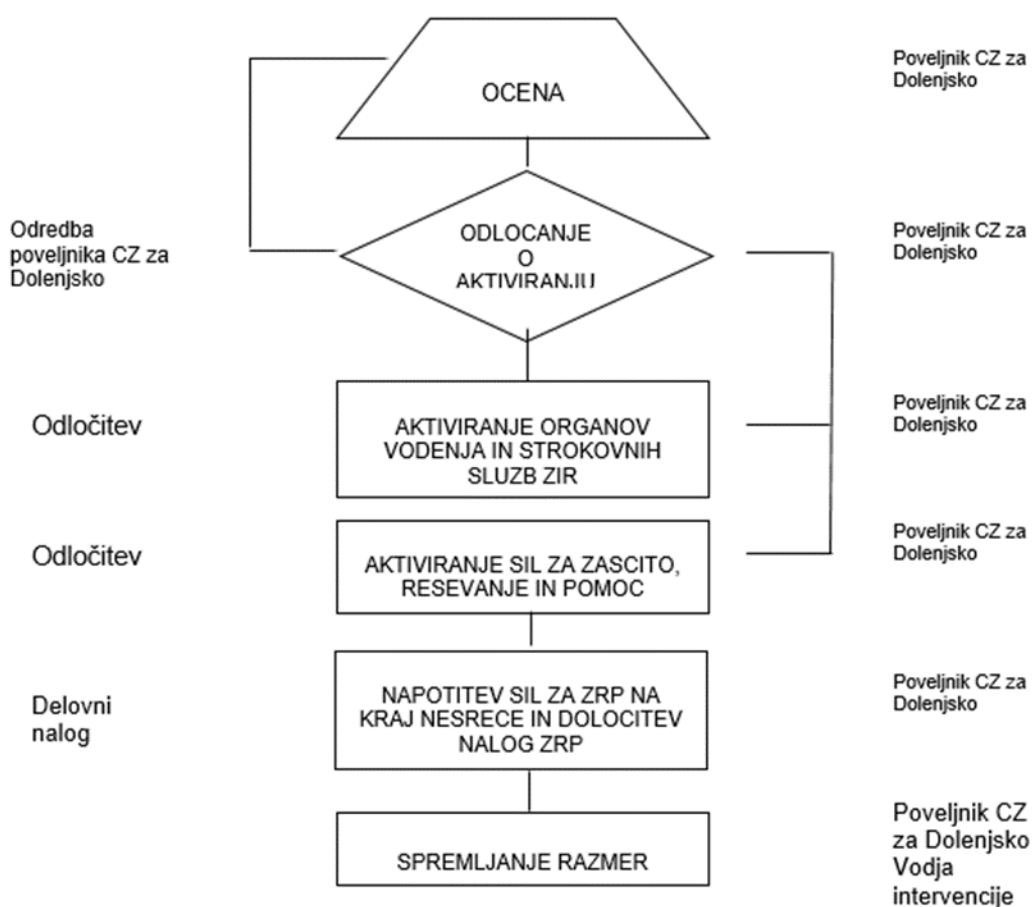 OCENA
Poveljnik CZ za
Dolenjsko
Odredba
poveljnika CZ za
Dolenjsko
ODLOCANJE
O
AKTIVIRANJU
Poveljnik CZ za
Dolenjsko
Odločitev
AKTIVIRANJE ORGANOV
VODENJA IN STROKOVNIH
SLUZB ZIR
Poveljnik CZ za
Dolenjsko
Odločitev
AKTIVIRANJE SIL ZA ZASCITO,
RESEVANJE IN POMOC
Poveljnik CZ za
Dolenjsko
Delovni
nalog
NAPOTITEV SIL ZA ZRP NA
KRAJ NESRECE IN DOLOCITEV
NALOG ZRP
Poveljnik CZ za
Dolenjsko
SPREMLJANJE RAZMER
Poveljnik CZ
za Dolenjsko
Vodja
intervencije